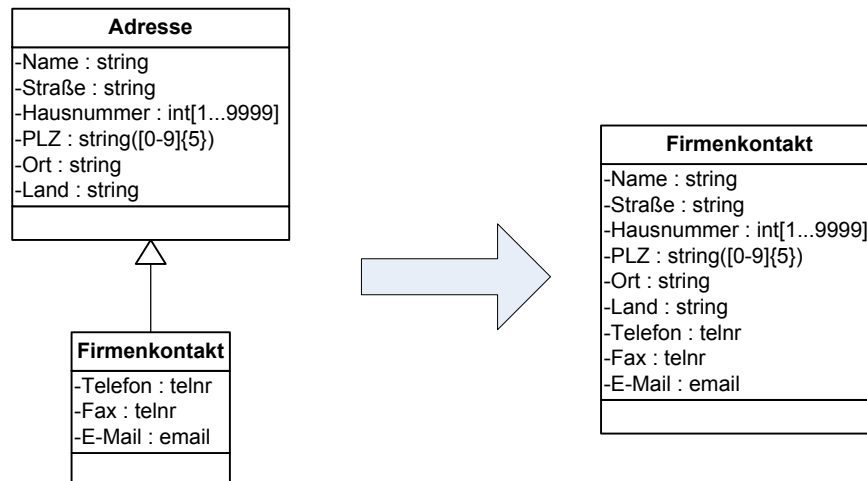 Adresse
-Name : string
-Straße : string
-Hausnummer : int[1...9999]
-PLZ : string([0-9]{5})
-Ort : string
-Land : string
Firmenkontakt
-Telefon : telnr
-Fax : telnr
-E-Mail : email
Firmenkontakt
-Name : string
-Straße : string
-Hausnummer : int[1...9999]
-PLZ : string([0-9]{5})
-Ort : string
-Land : string
-Telefon : telnr
-Fax : telnr
-E-Mail : email